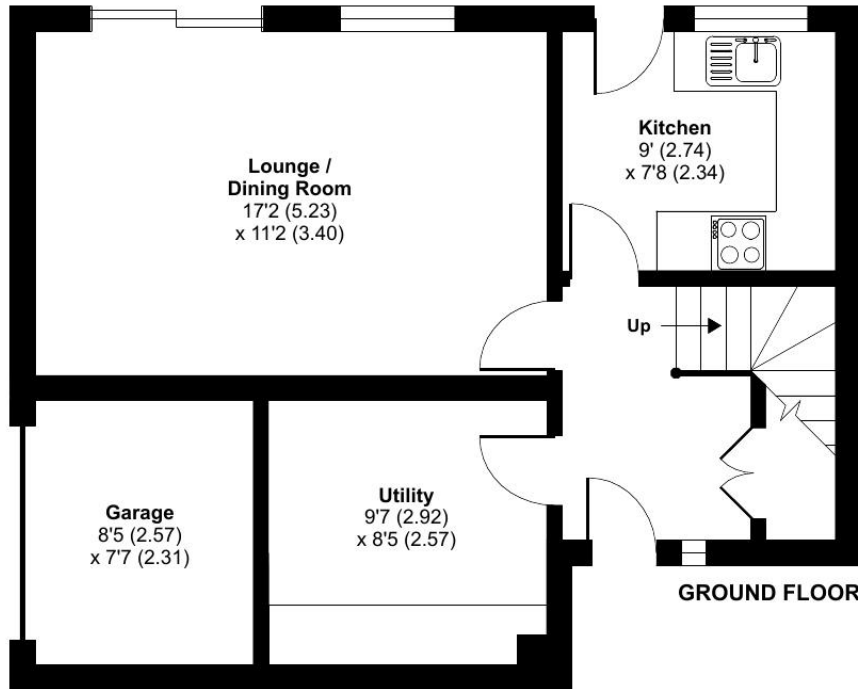 Lounge /
Dining Room
17'2 (5.23)
x 11'2 (3.40)
Kitchen
9' (2.74)
x 7'8 (2.34)
Up
Garage
8'5 (2.57)
x 7'7 (2.31)
Utility
9'7 (2.92)
x 8'5 (2.57)
GROUND FLOOR